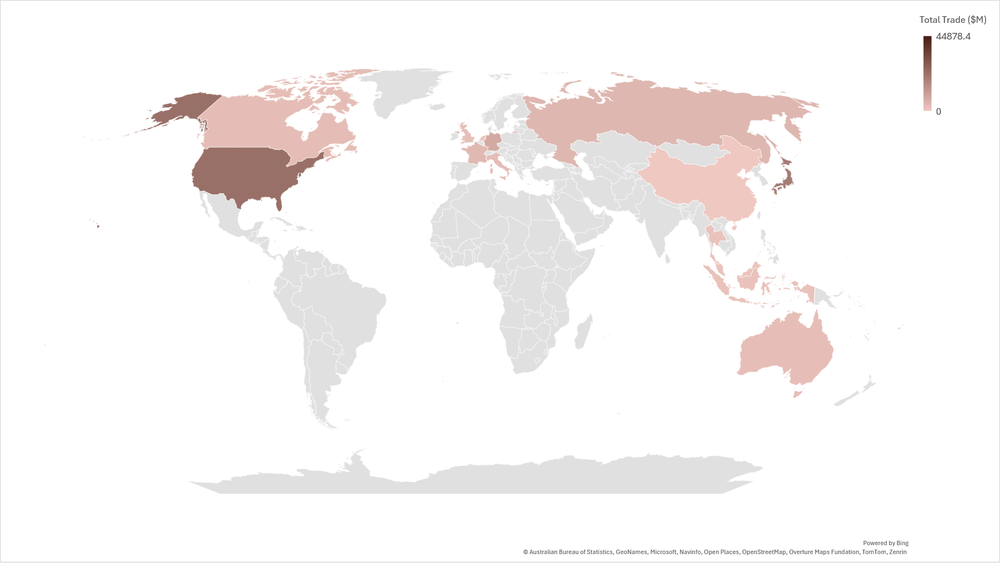 Total Trade ($M)
44878.4
0
Powered by Bing
© Australian Bureau of Statistics, GeoNames, Microsoft, Navinfo, Open Places, OpenStreetMap, Overture Maps Fundation, TomTom, Zenrin